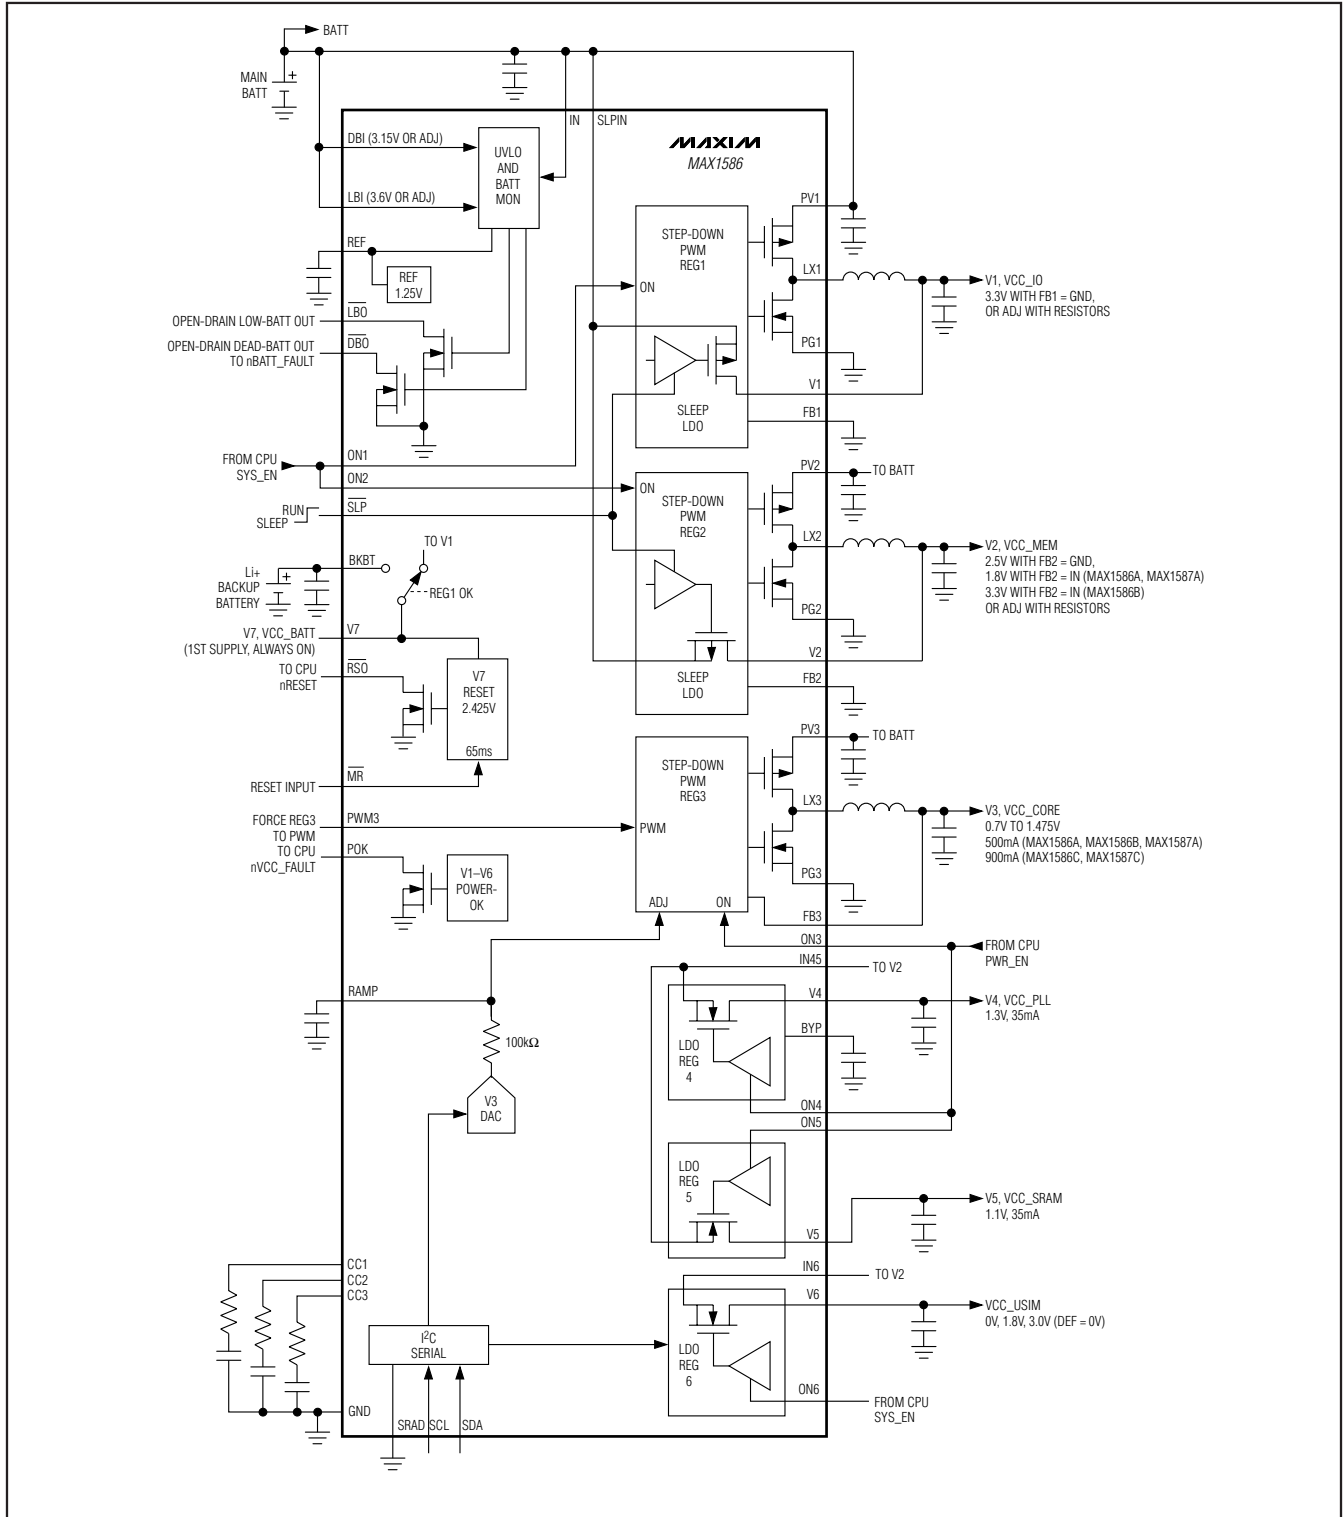 BATT
MAIN
BATT
IN
SLPIN
MAXIM
MAX1586
DBI (3.15V OR ADJ)
LBI (3.6V OR ADJ)
UVLO
AND
BATT
MON
REF
REF
1.25V
LBO
OPEN-DRAIN LOW-BATT OUT
OPEN-DRAIN DEAD-BATT OUT
TO nBATT_FAULT
DBO
STEP-DOWN
PWM
REG1
ON
SLEEP
LDO
PV1
LX1
PG1
V1
FB1
V1, VCC_IO
3.3V WITH FB1 = GND,
OR ADJ WITH RESISTORS
FROM CPU
SYS_EN
ON1
ON2
RUN
SLEEP
SLP
ON
STEP-DOWN
PWM
REG2
SLEEP
LDO
PV2
TO BATT
LX2
PG2
V2
FB2
V2, VCC_MEM
2.5V WITH FB2 = GND,
1.8V WITH FB2 = IN (MAX1586A, MAX1587A)
3.3V WITH FB2 = IN (MAX1586B)
OR ADJ WITH RESISTORS
Li+
BACKUP
BATTERY
BKBT
TO V1
REG1 OK
V7, VCC_BATT
(1ST SUPPLY, ALWAYS ON)
V7
TO CPU
nRESET
RSO
V7
RESET
2.425V
65ms
RESET INPUT
MR
FORCE REG3
TO PWM
PWM3
TO CPU
nVCC_FAULT
POK
V1–V6
POWER-
OK
STEP-DOWN
PWM
REG3
PWM
ADJ
ON
PV3
TO BATT
LX3
PG3
FB3
V3, VCC_CORE
0.7V TO 1.475V
500mA (MAX1586A, MAX1586B, MAX1587A)
900mA (MAX1586C, MAX1587C)
ON3
FROM CPU
PWR_EN
IN45
TO V2
RAMP
100kΩ
V3
DAC
LDO
REG
4
V4
BYP
ON4
V4, VCC_PLL
1.3V, 35mA
ON5
LDO
REG
5
V5
V5, VCC_SRAM
1.1V, 35mA
IN6
TO V2
V6
VCC_USIM
0V, 1.8V, 3.0V (DEF = 0V)
LDO
REG
6
ON6
FROM CPU
SYS_EN
CC1
CC2
CC3
I²C
SERIAL
GND
SRAD
SCL
SDA